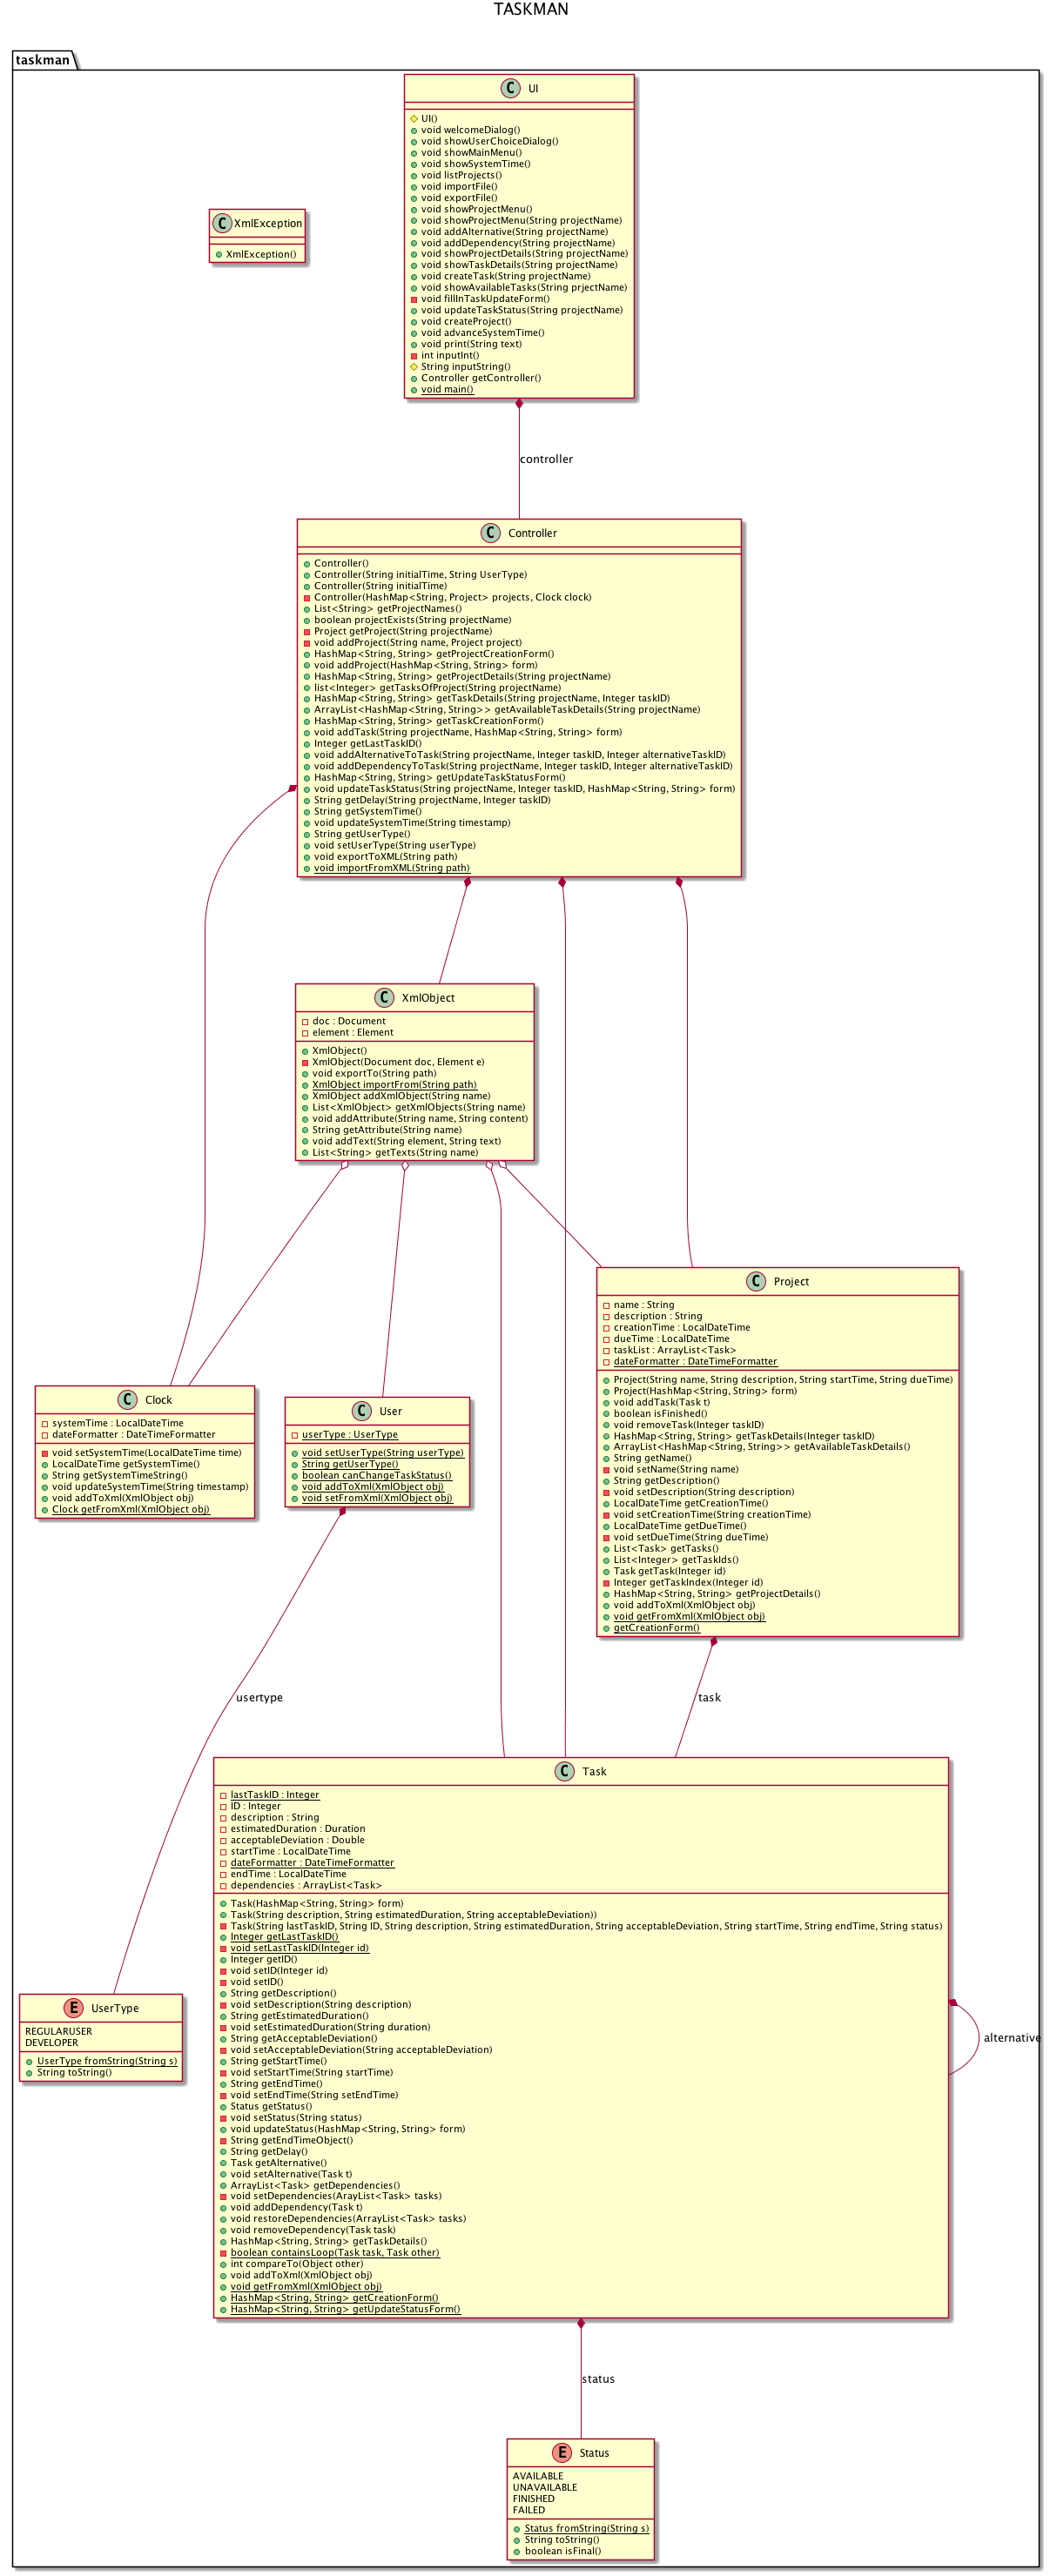 TASKMAN
taskman
UI
UI()
void welcomeDialog()
void showUserChoiceDialog()
void showMainMenu()
void showSystemTime()
void listProjects()
void importFile()
void exportFile()
void showProjectMenu()
void showProjectMenu(String projectName)
void addAlternative(String projectName)
void addDependency(String projectName)
void showProjectDetails(String projectName)
void showTaskDetails(String projectName)
void createTask(String projectName)
void showAvailableTasks(String prjectName)
void fillInTaskUpdateForm()
void updateTaskStatus(String projectName)
void createProject()
void advanceSystemTime()
void print(String text)
int inputInt()
String inputString()
Controller getController()
void main()
XmlException
XmlException()
controller
Controller
Controller()
Controller(String initialTime, String UserType)
Controller(String initialTime)
Controller(HashMap<String, Project> projects, Clock clock)
List<String> getProjectNames()
boolean projectExists(String projectName)
Project getProject(String projectName)
void addProject(String name, Project project)
HashMap<String, String> getProjectCreationForm()
void addProject(HashMap<String, String> form)
HashMap<String, String> getProjectDetails(String projectName)
list<Integer> getTasksOfProject(String projectName)
HashMap<String, String> getTaskDetails(String projectName, Integer taskID)
ArrayList<HashMap<String, String>> getAvailableTaskDetails(String projectName)
HashMap<String, String> getTaskCreationForm()
void addTask(String projectName, HashMap<String, String> form)
Integer getLastTaskID()
void addAlternativeToTask(String projectName, Integer taskID, Integer alternativeTaskID)
void addDependencyToTask(String projectName, Integer taskID, Integer alternativeTaskID)
HashMap<String, String> getUpdateTaskStatusForm()
void updateTaskStatus(String projectName, Integer taskID, HashMap<String, String> form)
String getDelay(String projectName, Integer taskID)
String getSystemTime()
void updateSystemTime(String timestamp)
String getUserType()
void setUserType(String userType)
void exportToXML(String path)
void importFromXML(String path)
XmlObject
doc : Document
element : Element
XmlObject()
XmlObject(Document doc, Element e)
void exportTo(String path)
XmlObject importFrom(String path)
XmlObject addXmlObject(String name)
List<XmlObject> getXmlObjects(String name)
void addAttribute(String name, String content)
String getAttribute(String name)
void addText(String element, String text)
List<String> getTexts(String name)
Project
name : String
description : String
creationTime : LocalDateTime
dueTime : LocalDateTime
taskList : ArrayList<Task>
dateFormatter : DateTimeFormatter
Project(String name, String description, String startTime, String dueTime)
Project(HashMap<String, String> form)
void addTask(Task t)
boolean isFinished()
void removeTask(Integer taskID)
HashMap<String, String> getTaskDetails(Integer taskID)
ArrayList<HashMap<String, String>> getAvailableTaskDetails()
String getName()
void setName(String name)
String getDescription()
void setDescription(String description)
LocalDateTime getCreationTime()
void setCreationTime(String creationTime)
LocalDateTime getDueTime()
void setDueTime(String dueTime)
List<Task> getTasks()
List<Integer> getTaskIds()
Task getTask(Integer id)
Integer getTaskIndex(Integer id)
HashMap<String, String> getProjectDetails()
void addToXml(XmlObject obj)
void getFromXml(XmlObject obj)
getCreationForm()
Clock
systemTime : LocalDateTime
dateFormatter : DateTimeFormatter
void setSystemTime(LocalDateTime time)
LocalDateTime getSystemTime()
String getSystemTimeString()
void updateSystemTime(String timestamp)
void addToXml(XmlObject obj)
Clock getFromXml(XmlObject obj)
User
userType : UserType
void setUserType(String userType)
String getUserType()
boolean canChangeTaskStatus()
void addToXml(XmlObject obj)
void setFromXml(XmlObject obj)
usertype
task
Task
lastTaskID : Integer
ID : Integer
description : String
estimatedDuration : Duration
acceptableDeviation : Double
startTime : LocalDateTime
dateFormatter : DateTimeFormatter
endTime : LocalDateTime
dependencies : ArrayList<Task>
Task(HashMap<String, String> form)
Task(String description, String estimatedDuration, String acceptableDeviation))
Task(String lastTaskID, String ID, String description, String estimatedDuration, String acceptableDeviation, String startTime, String endTime, String status)
Integer getLastTaskID()
void setLastTaskID(Integer id)
Integer getID()
void setID(Integer id)
void setID()
String getDescription()
void setDescription(String description)
String getEstimatedDuration()
void setEstimatedDuration(String duration)
String getAcceptableDeviation()
void setAcceptableDeviation(String acceptableDeviation)
String getStartTime()
void setStartTime(String startTime)
String getEndTime()
void setEndTime(String setEndTime)
Status getStatus()
void setStatus(String status)
void updateStatus(HashMap<String, String> form)
String getEndTimeObject()
String getDelay()
Task getAlternative()
void setAlternative(Task t)
ArrayList<Task> getDependencies()
void setDependencies(ArayList<Task> tasks)
void addDependency(Task t)
void restoreDependencies(ArrayList<Task> tasks)
void removeDependency(Task task)
HashMap<String, String> getTaskDetails()
boolean containsLoop(Task task, Task other)
int compareTo(Object other)
void addToXml(XmlObject obj)
void getFromXml(XmlObject obj)
HashMap<String, String> getCreationForm()
HashMap<String, String> getUpdateStatusForm()
alternative
UserType
REGULARUSER
DEVELOPER
UserType fromString(String s)
String toString()
status
Status
AVAILABLE
UNAVAILABLE
FINISHED
FAILED
Status fromString(String s)
String toString()
boolean isFinal()